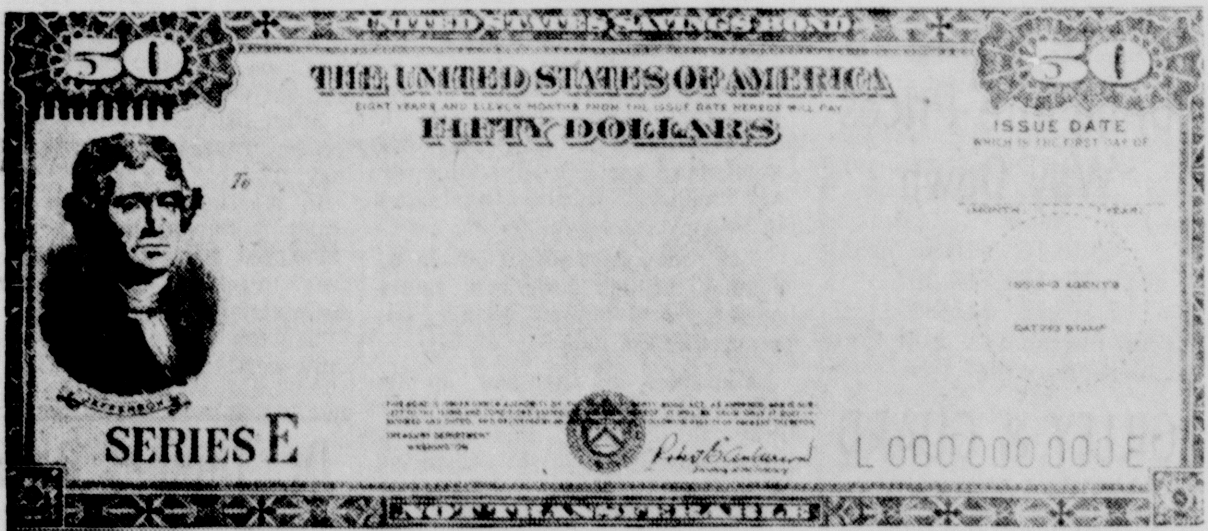 UNITED STATES SAVINGS BOND
50
50
THE UNITED STATES OF AMERICA
EIGHT YEARS AND ELEVEN MONTHS FROM THE ISSUE DATE HEREOF WILL PAY
FIFTY DOLLARS
ISSUE DATE
WHICH IS THE FIRST DAY OF
To
(MONTH YEAR)
ISSUING AGENT'S
DATING STAMP
JEFFERSON
SERIES E
TREASURY DEPARTMENT
WASHINGTON
Robert B Anderson
L 000 000 000 E
NOT TRANSFERABLE